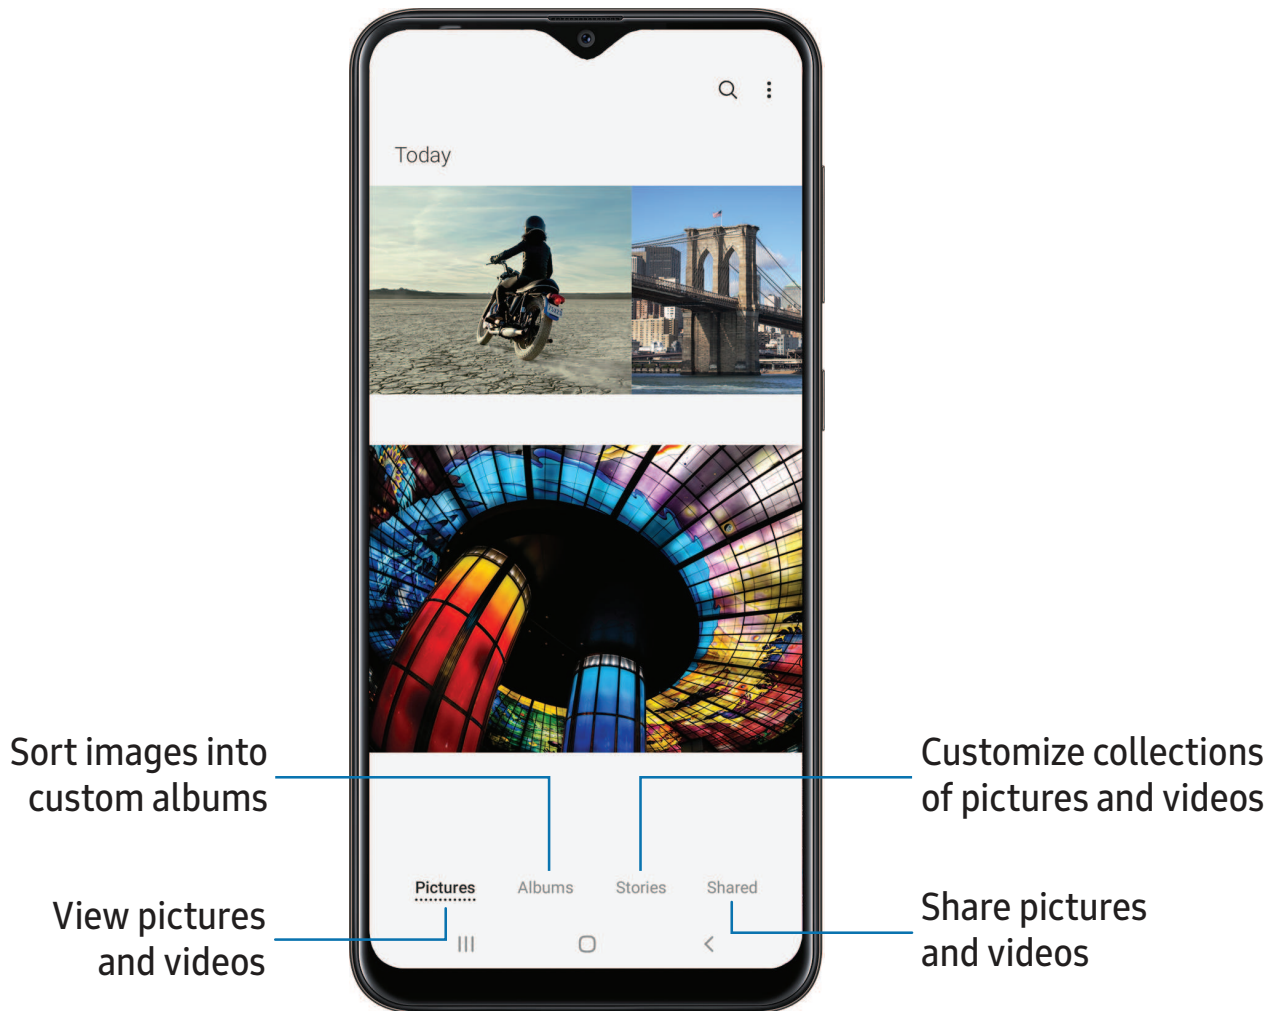 Today
Sort images into
custom albums
Customize collections
of pictures and videos
Pictures
Albums
Stories
Shared
View pictures
and videos
Share pictures
and videos